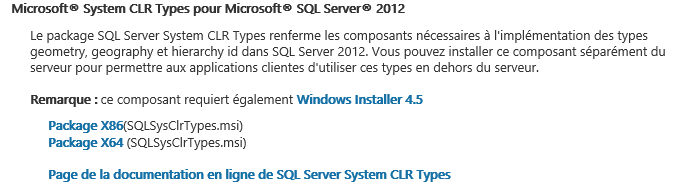 Microsoft® System CLR Types pour Microsoft® SQL Server® 2012
Le package SQL Server System CLR Types renferme les composants nécessaires à l'implémentation des types
geometry, geography et hierarchy id dans SQL Server 2012. Vous pouvez installer ce composant séparément du
serveur pour permettre aux applications clientes d'utiliser ces types en dehors du serveur.
Remarque : ce composant requiert également Windows Installer 4.5
Package X86(SQLSysClrTypes.msi)
Package X64 (SQLSysClrTypes.msi)
Page de la documentation en ligne de SQL Server System CLR Types